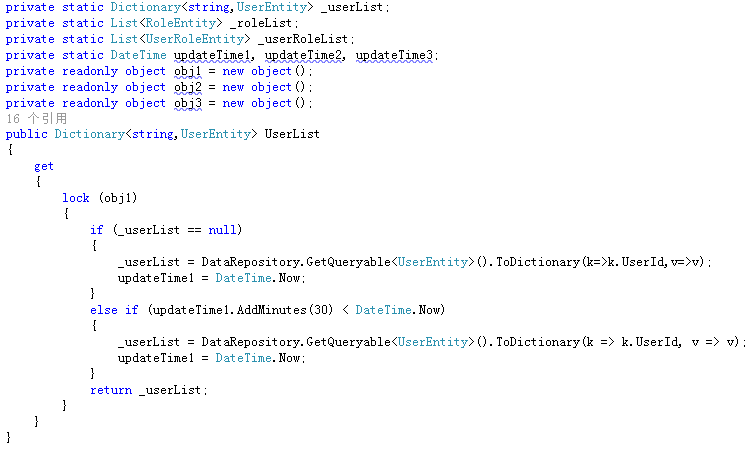 private static Dictionary<string,UserEntity> _userList;
private static List<RoleEntity> _roleList;
private static List<UserRoleEntity> _userRoleList;
private static DateTime updateTime1, updateTime2, updateTime3;
private readonly object obj1 = new object();
private readonly object obj2 = new object();
private readonly object obj3 = new object();
16 个引用
public Dictionary<string,UserEntity> UserList
{
    get
    {
        lock (obj1)
        {
            if (_userList == null)
            {
                _userList = DataRepository.GetQueryable<UserEntity>().ToDictionary(k=>k.UserId,v=>v);
                updateTime1 = DateTime.Now;
            }
            else if (updateTime1.AddMinutes(30) < DateTime.Now)
            {
                _userList = DataRepository.GetQueryable<UserEntity>().ToDictionary(k => k.UserId, v => v);
                updateTime1 = DateTime.Now;
            }
            return _userList;
        }
    }
}